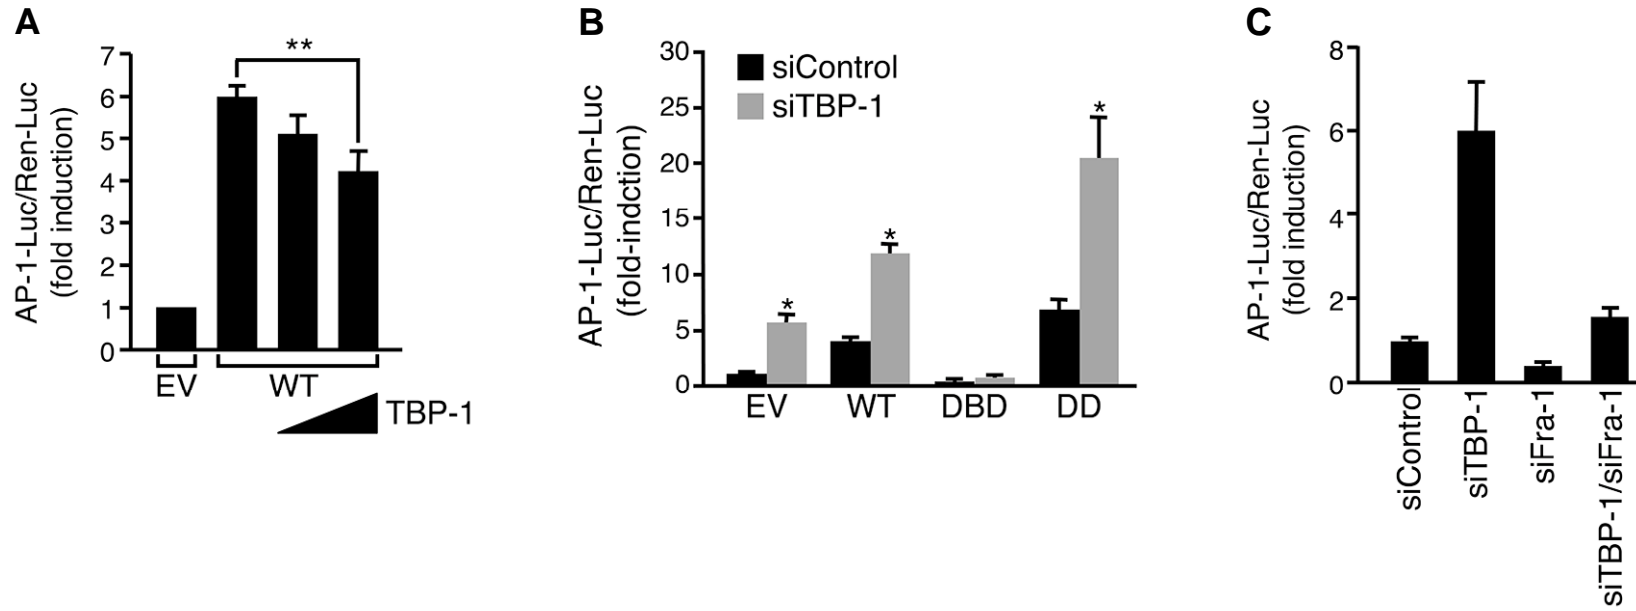 A
AP-1-Luc/Ren-Luc
(fold induction)
7
6
5
4
3
2
1
0
**
EV
WT
TBP-1
B
AP-1-Luc/Ren-Luc
(fold-indction)
30
25
20
15
10
5
0
siControl
siTBP-1
*
*
*
EV
WT
DBD
DD
C
AP-1-Luc/Ren-Luc
(fold induction)
8
6
4
2
0
siControl
siTBP-1
siFra-1
siTBP-1/siFra-1